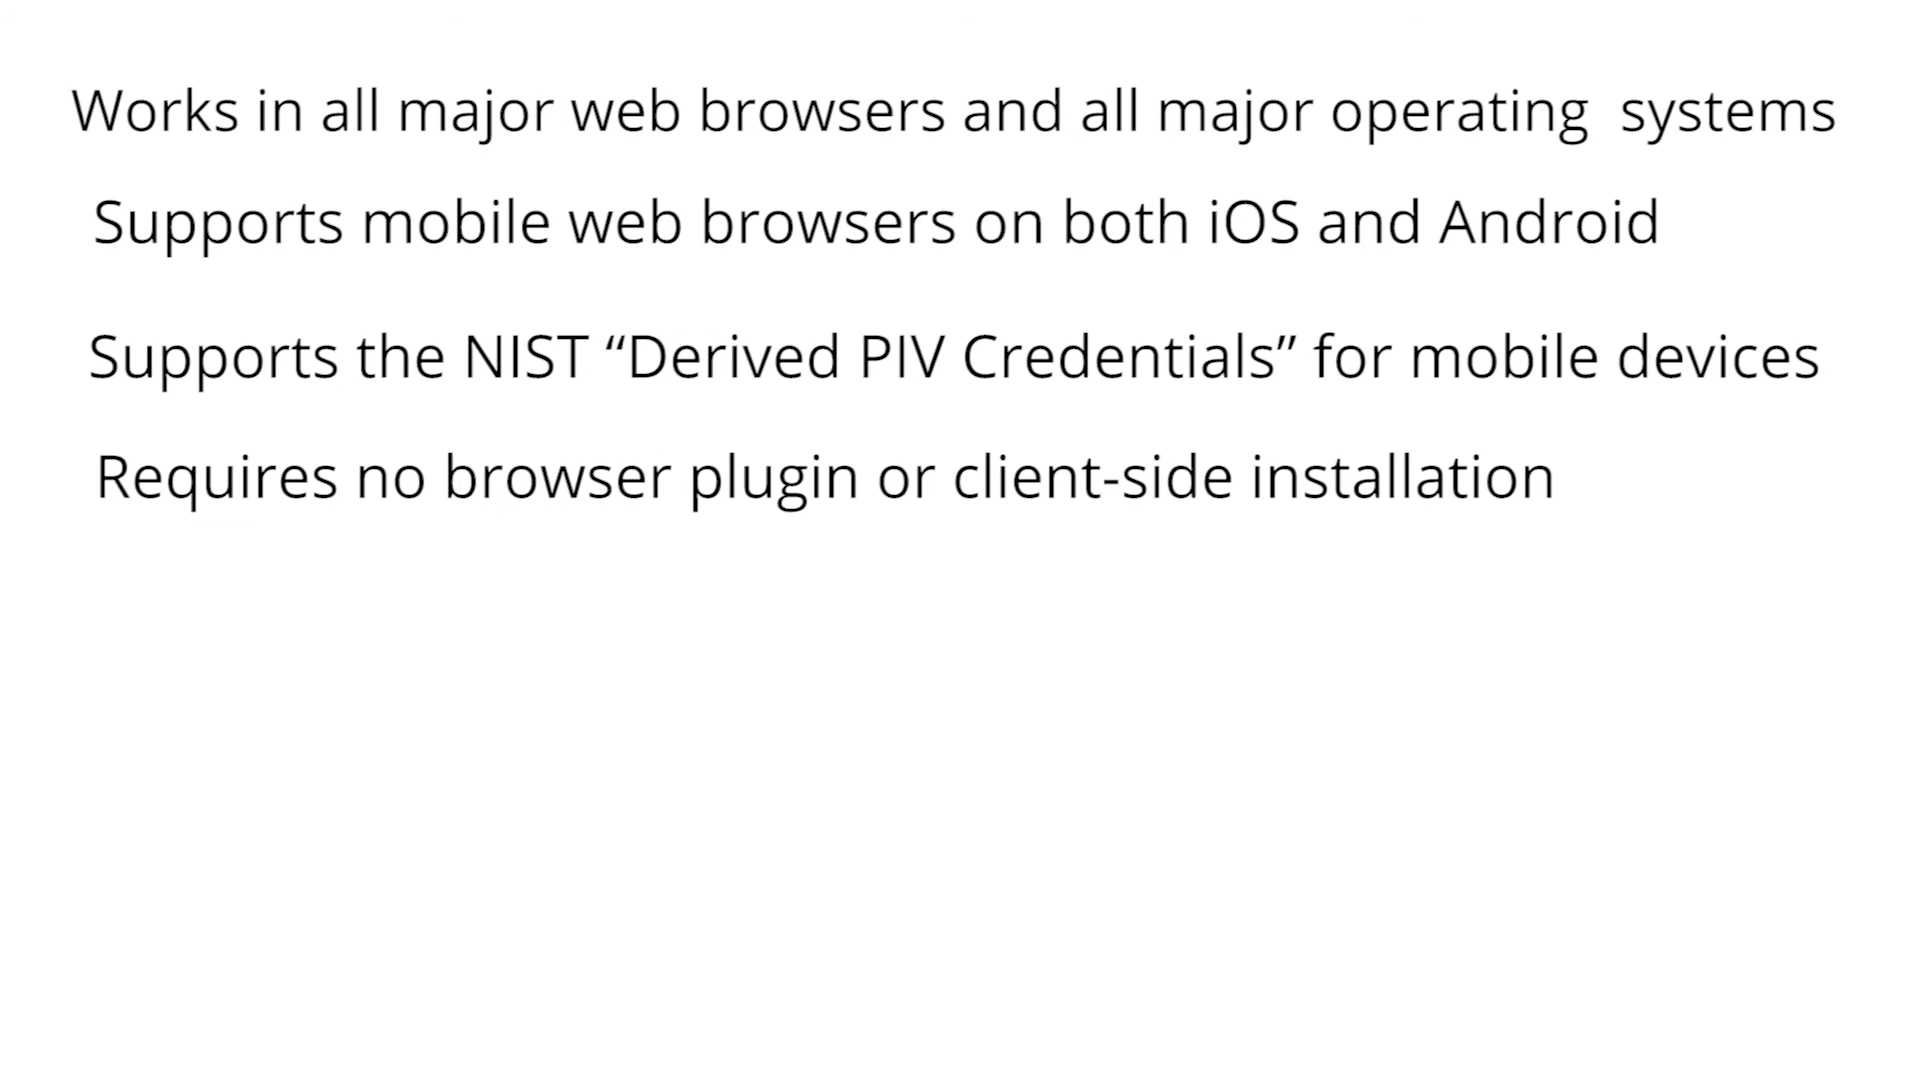 Works in all major web browsers and all major operating  systems
Supports mobile web browsers on both iOS and Android
Supports the NIST “Derived PIV Credentials” for mobile devices
Requires no browser plugin or client-side installation